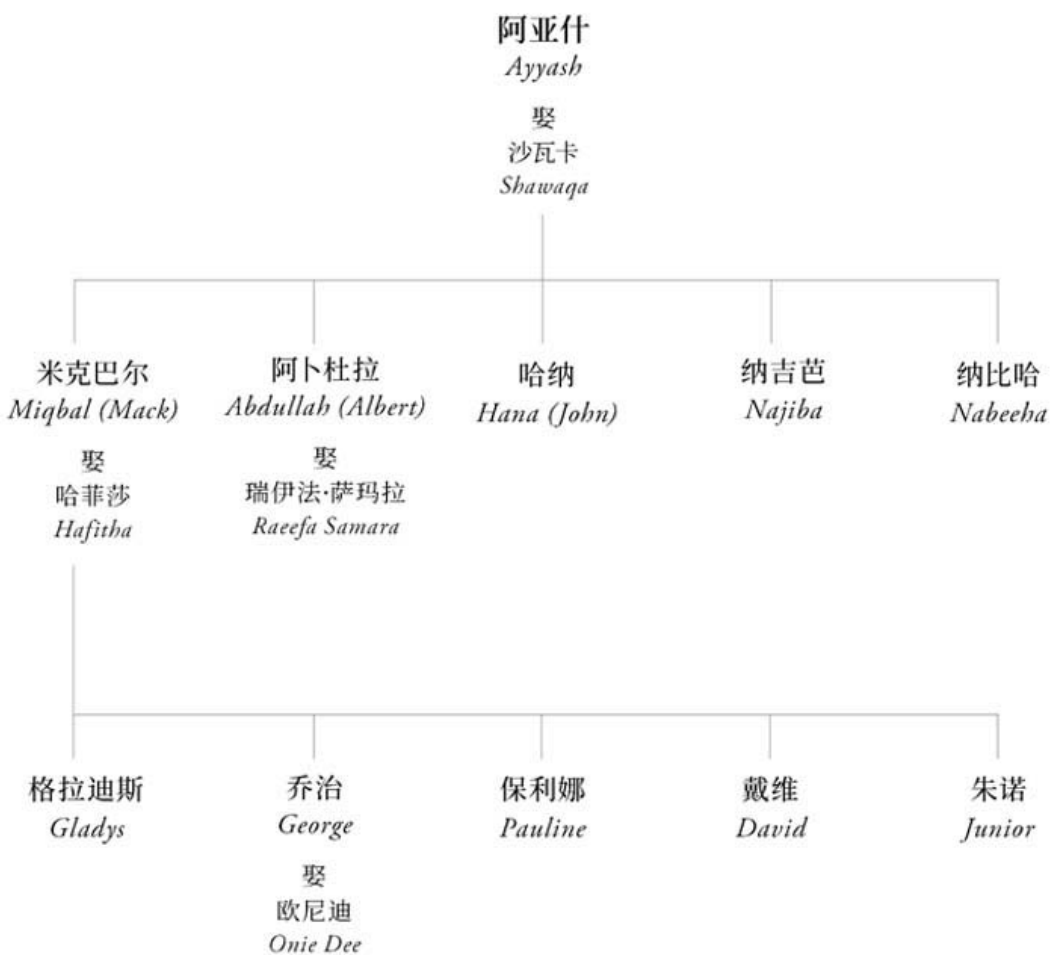 阿亚什
Ayyash
娶
沙瓦卡
Shawaqa
米克巴尔
Miqbal (Mack)
娶
哈菲莎
Hafitha
阿卜杜拉
Abdullah (Albert)
娶
瑞伊法·萨玛拉
Raeefa Samara
哈纳
Hana (John)
纳吉芭
Najiba
纳比哈
Nabeeha
格拉迪斯
Gladys
乔治
George
娶
欧尼迪
Onie Dee
保利娜
Pauline
戴维
David
朱诺
Junior